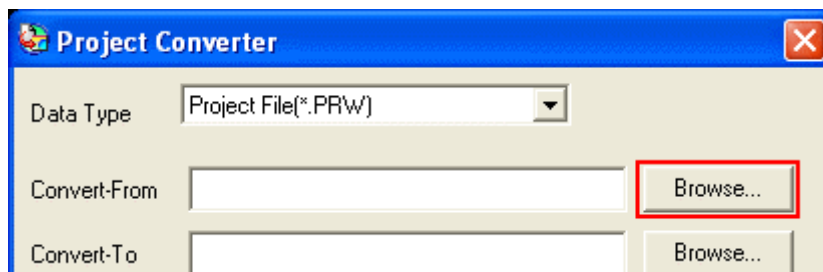 Project Converter
Data Type Project File(*.PRW)
Convert-From Browse...
Convert-To Browse...